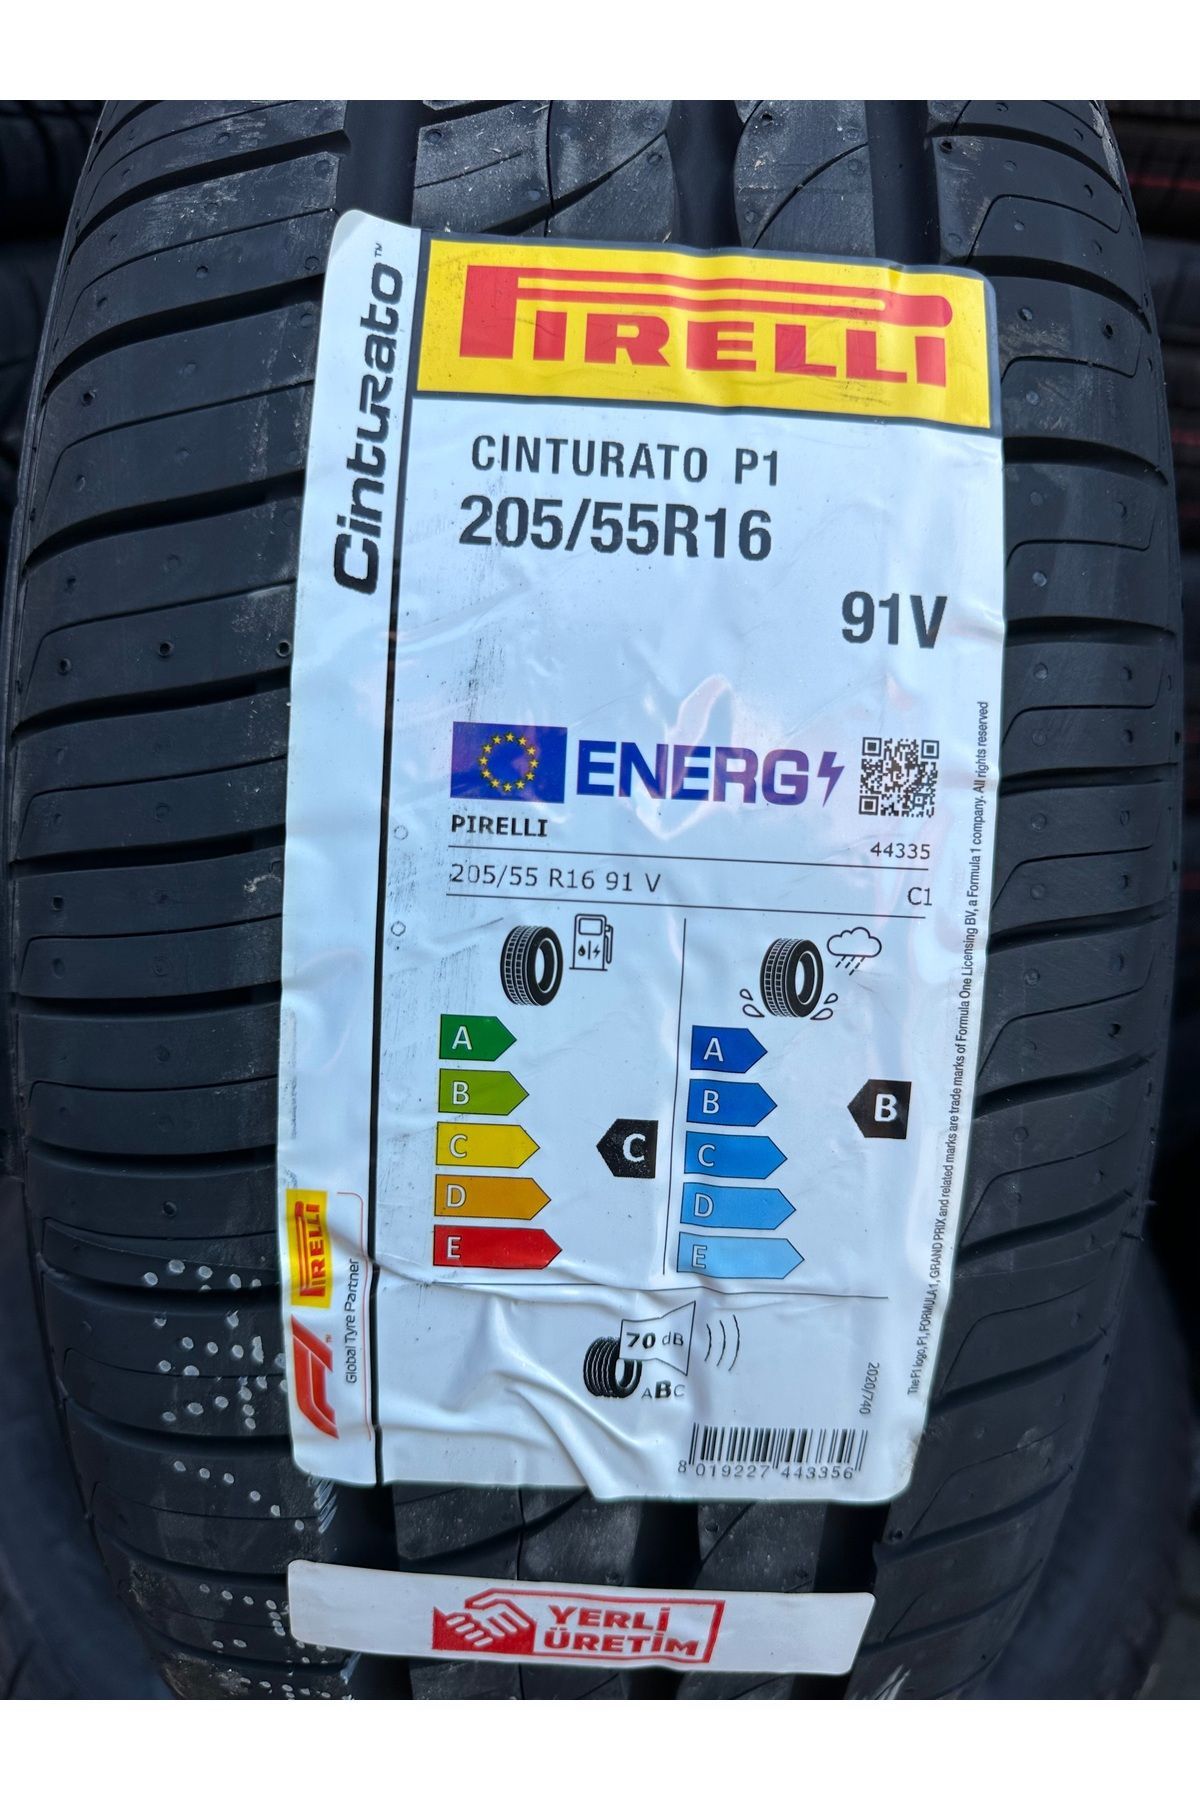 Cinturato™
PIRELLI
CINTURATO P1
205/55R16
91V
ENERG
PIRELLI
44335
205/55 R16 91 V
C1
A
B
C
D
E
C
A
B
C
D
E
B
70 dB
ABC
2020/740
8 019227 443356
The F1 logo, F1, FORMULA 1, GRAND PRIX and related marks are trade marks of Formula One Licensing BV, a Formula 1 company. All rights reserved
PIRELLI
F1™
Global Tyre Partner
YERLİ
ÜRETİM